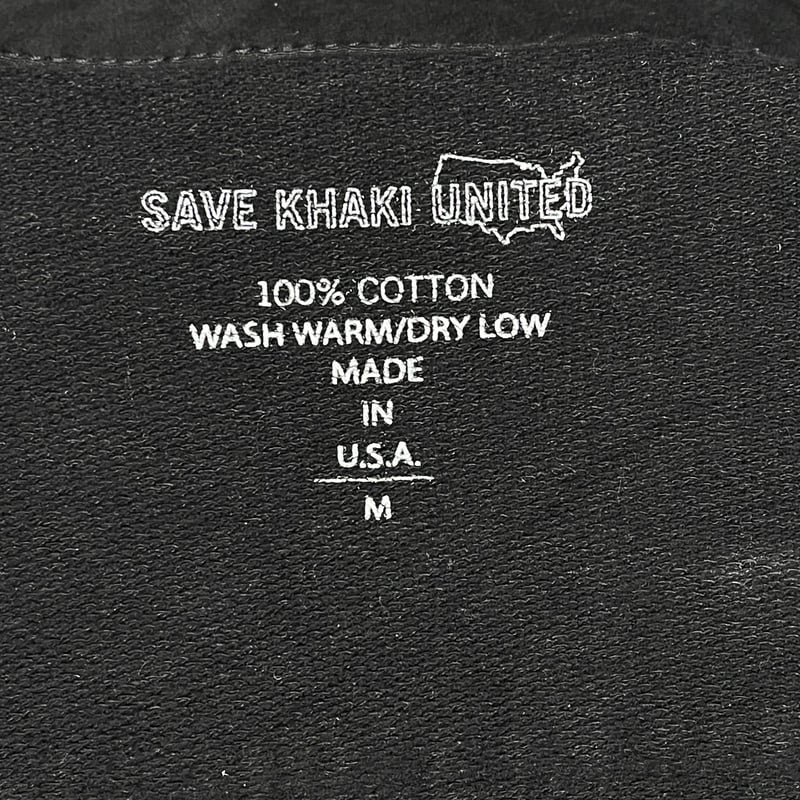 SAVE KHAKI UNITED
100% COTTON
WASH WARM/DRY LOW
MADE
IN
U.S.A.
M